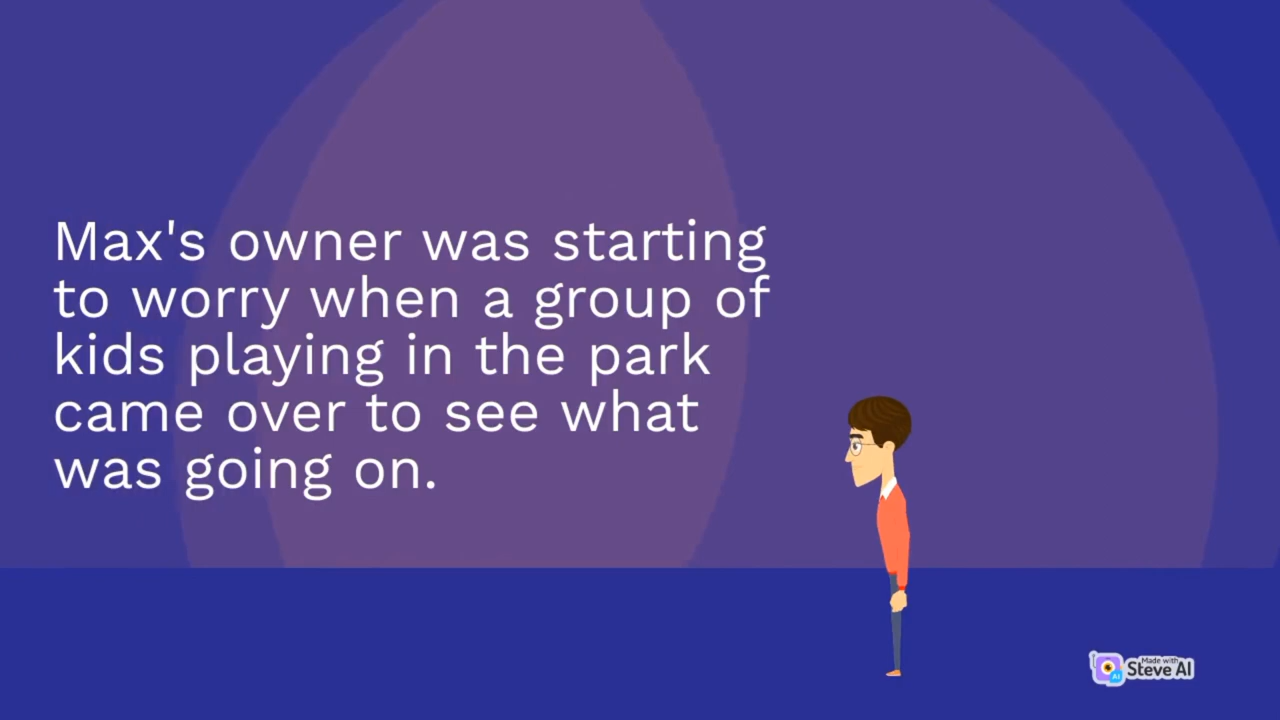 Max's owner was starting
to worry when a group of
kids playing in the park
came over to see what
was going on.
Made with
Steve AI
AI